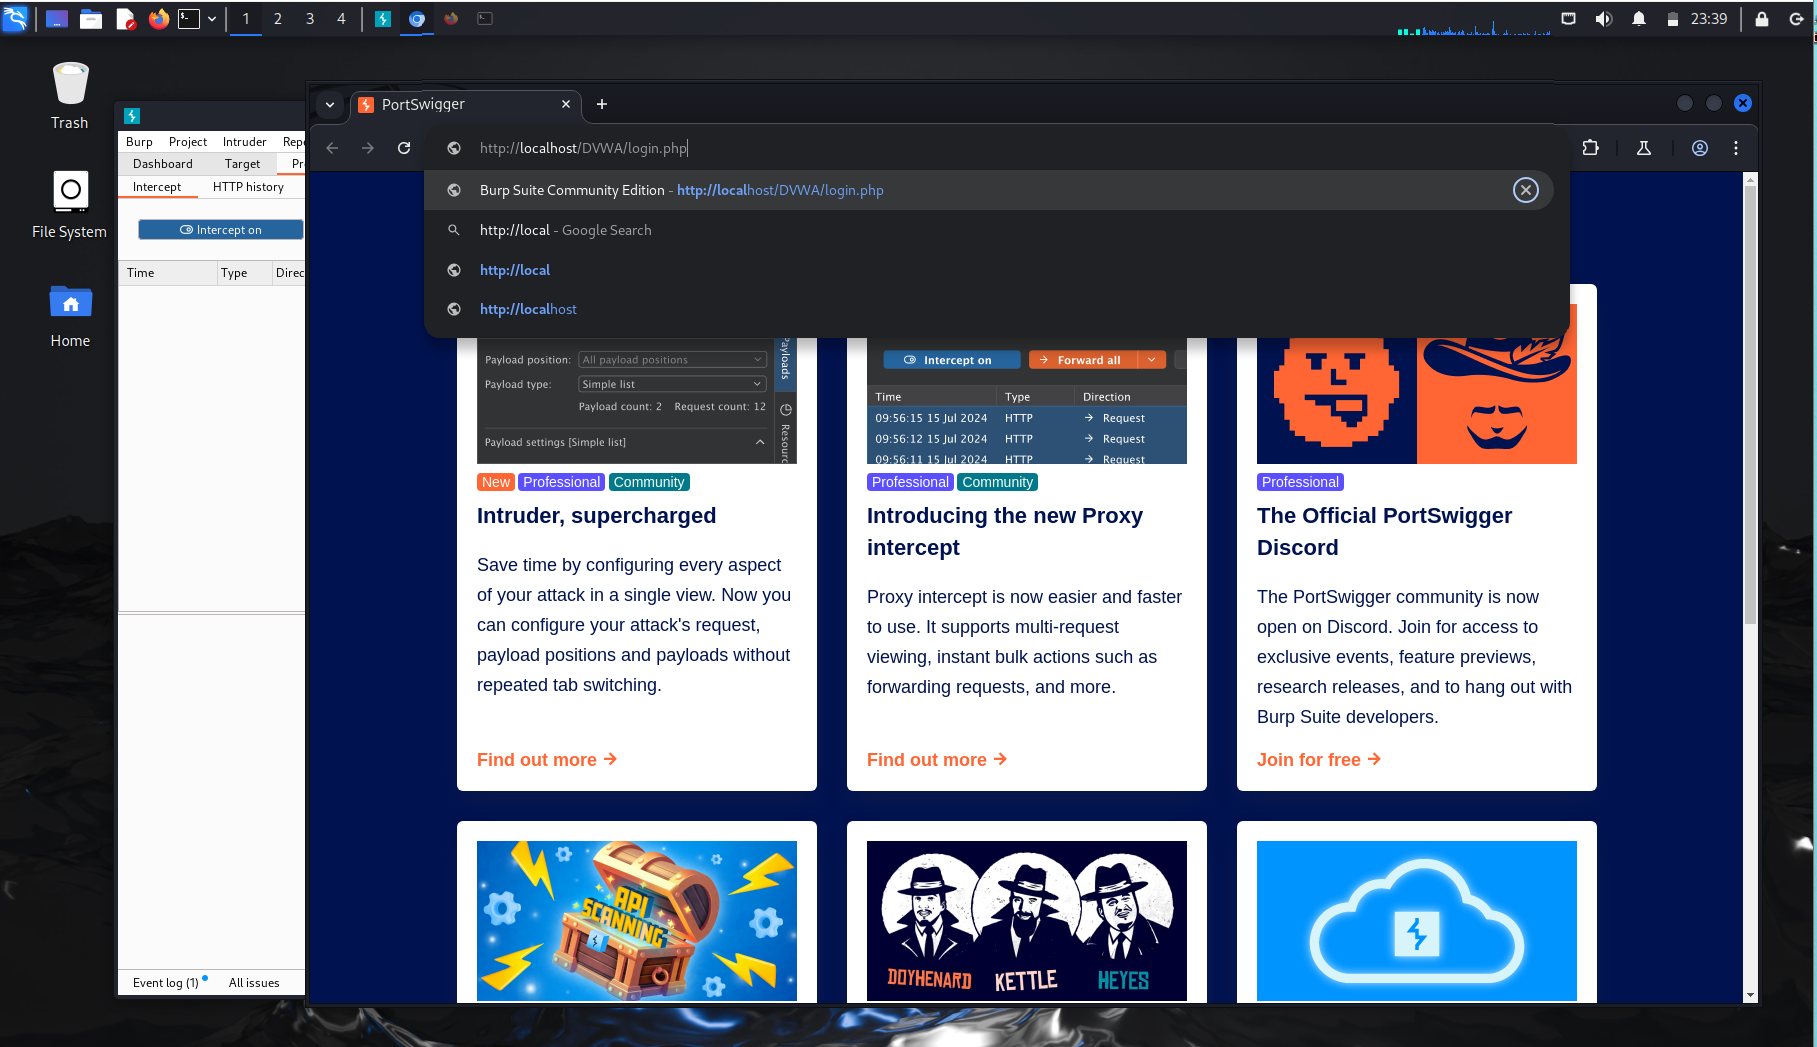 1
2
3
4
23:39
Trash
File System
Home
Burp Project Intruder Repe
Dashboard Target Pr
Intercept HTTP history
Intercept on
Time Type Direc
Event log (1) All issues
PortSwigger
http://localhost/DVWA/login.php
Burp Suite Community Edition - http://localhost/DVWA/login.php
http://local - Google Search
http://local
http://localhost
Payload position: All payload positions
Payload type: Simple list
Payload count: 2 Request count: 12
Payload settings [Simple list]
Payloads
Resourc
New Professional Community
Intruder, supercharged
Save time by configuring every aspect
of your attack in a single view. Now you
can configure your attack's request,
payload positions and payloads without
repeated tab switching.
Find out more →
Intercept on → Forward all
Time Type Direction
09:56:15 15 Jul 2024 HTTP → Request
09:56:12 15 Jul 2024 HTTP → Request
09:56:11 15 Jul 2024 HTTP → Request
Professional Community
Introducing the new Proxy
intercept
Proxy intercept is now easier and faster
to use. It supports multi-request
viewing, instant bulk actions such as
forwarding requests, and more.
Find out more →
Professional
The Official PortSwigger
Discord
The PortSwigger community is now
open on Discord. Join for access to
exclusive events, feature previews,
research releases, and to hang out with
Burp Suite developers.
Join for free →
API
SCANNING
DOYHENARD KETTLE HEYES